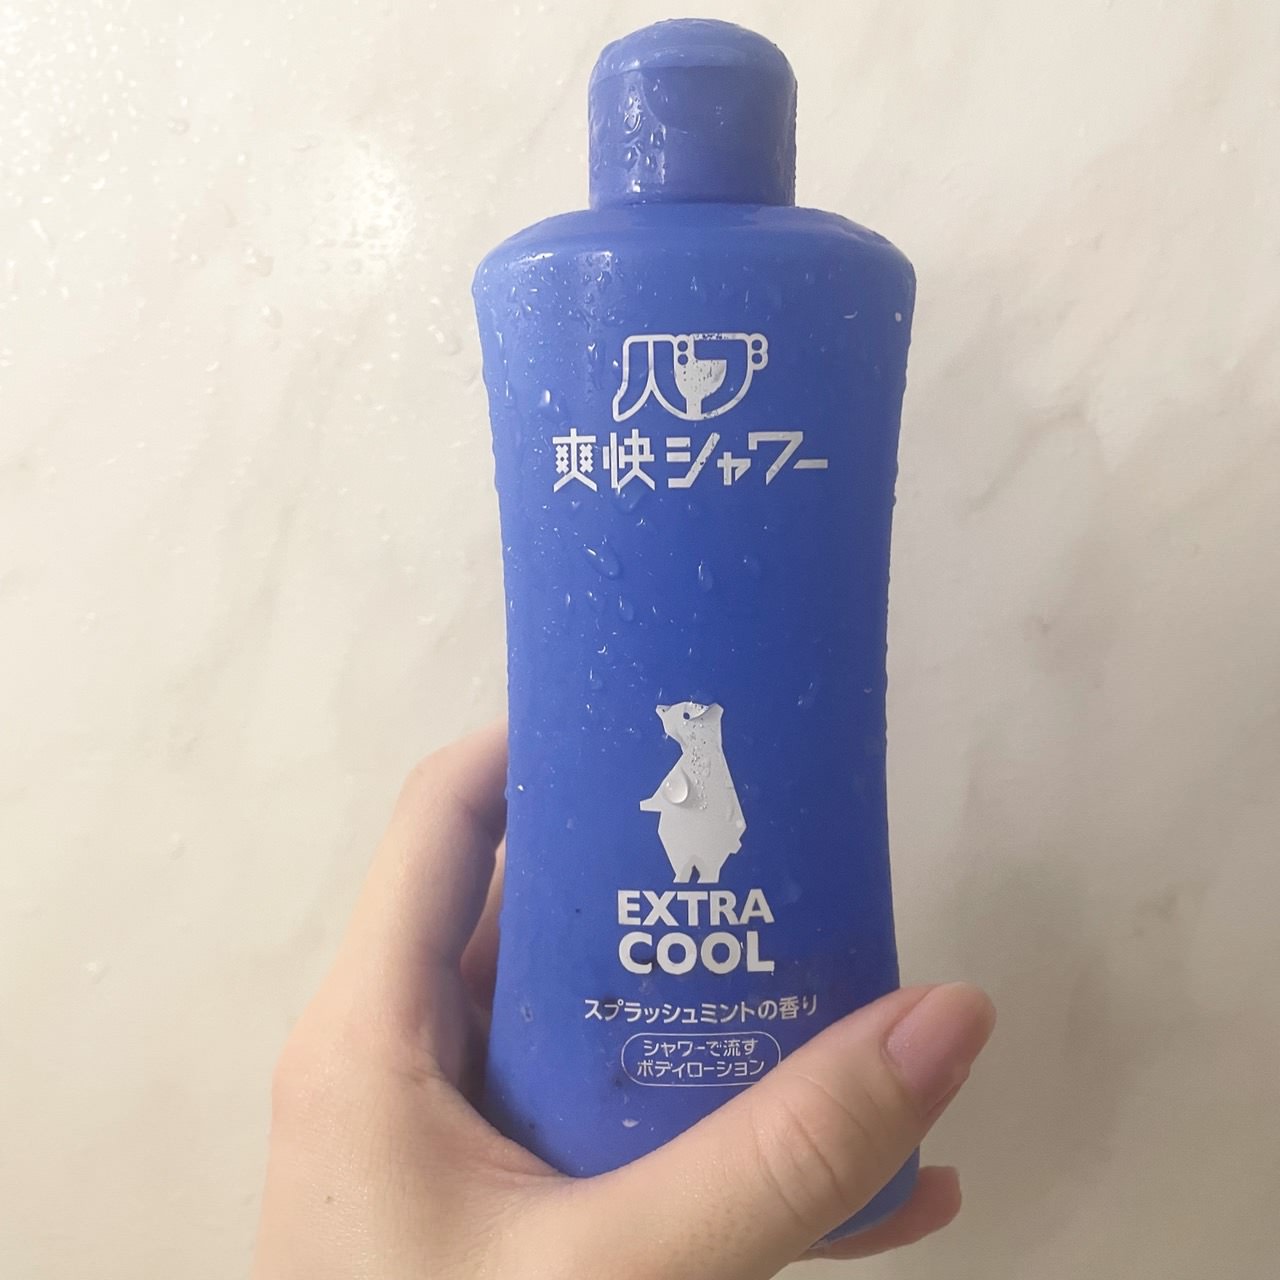 バブ
爽快シャワー
EXTRA
COOL
スプラッシュミントの香り
シャワーで流す
ボディローション